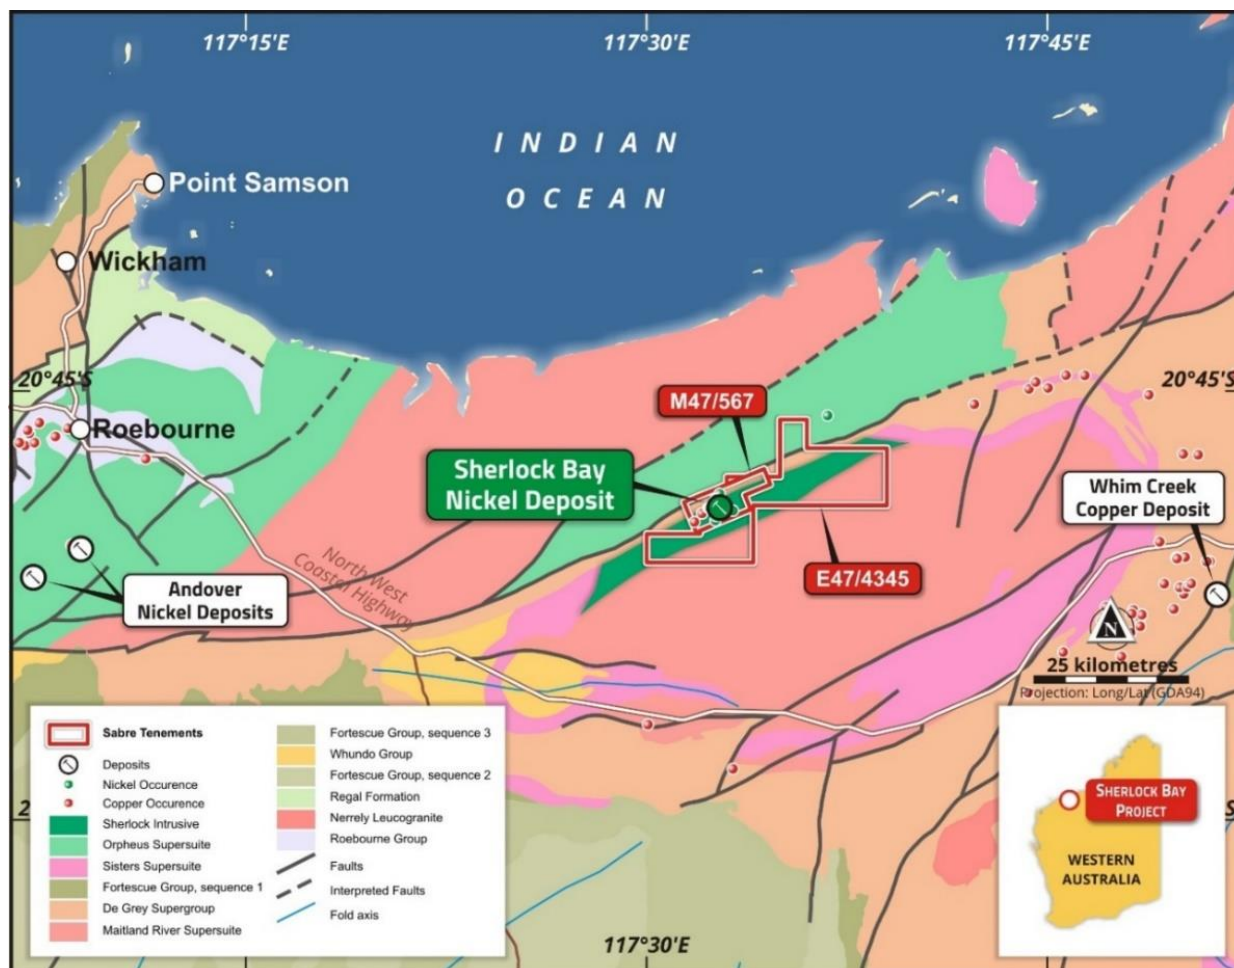 117°15'E
117°30'E
117°45'E
INDIAN
OCEAN
Point Samson
Wickham
20°45'S
20°45'S
Roebourne
M47/567
Sherlock Bay
Nickel Deposit
Whim Creek
Copper Deposit
E47/4345
North West
Coastal Highway
Andover
Nickel Deposits
N
25 kilometres
Projection: Long/Lat (GDA94)
Sabre Tenements
Deposits
Nickel Occurence
Copper Occurence
Sherlock Intrusive
Orpheus Supersuite
Sisters Supersuite
Fortescue Group, sequence 1
De Grey Supergroup
Maitland River Supersuite
Fortescue Group, sequence 3
Whundo Group
Fortescue Group, sequence 2
Regal Formation
Nerrely Leucogranite
Roebourne Group
Faults
Interpreted Faults
Fold axis
SHERLOCK BAY
PROJECT
WESTERN
AUSTRALIA
117°30'E